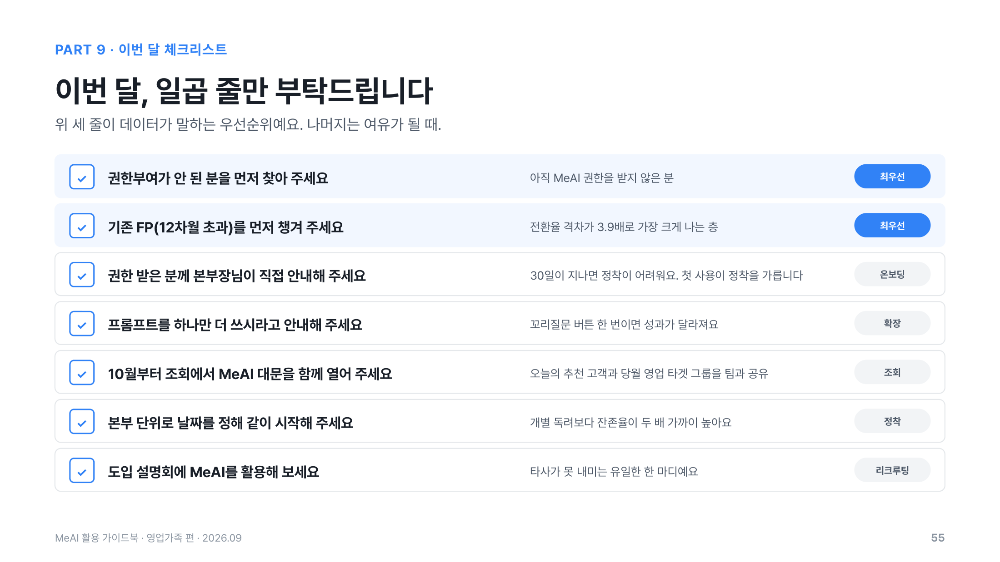 PART 9 · 이번 달 체크리스트
이번 달, 일곱 줄만 부탁드립니다
위 세 줄이 데이터가 말하는 우선순위예요. 나머지는 여유가 될 때.
권한부여가 안 된 분을 먼저 찾아 주세요 아직 MeAI 권한을 받지 않은 분 최우선
기존 FP(12차월 초과)를 먼저 챙겨 주세요 전환율 격차가 3.9배로 가장 크게 나는 층 최우선
권한 받은 분께 본부장님이 직접 안내해 주세요 30일이 지나면 정착이 어려워요. 첫 사용이 정착을 가릅니다 온보딩
프롬프트를 하나만 더 쓰시라고 안내해 주세요 꼬리질문 버튼 한 번이면 성과가 달라져요 확장
10월부터 조회에서 MeAI 대문을 함께 열어 주세요 오늘의 추천 고객과 당월 영업 타겟 그룹을 팀과 공유 조회
본부 단위로 날짜를 정해 같이 시작해 주세요 개별 독려보다 잔존율이 두 배 가까이 높아요 정착
도입 설명회에 MeAI를 활용해 보세요 타사가 못 내미는 유일한 한 마디예요 리크루팅
MeAI 활용 가이드북 · 영업가족 편 · 2026.09 55